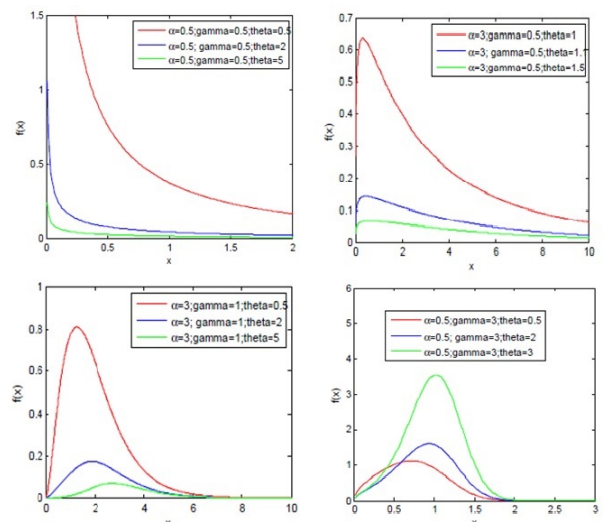 1.5
1
0.5
0
f(x)
α=0.5;gamma=0.5;theta=0.5
α=0.5; gamma=0.5;theta=2
α=0.5;gamma=0.5;theta=5
0 0.5 1 1.5 2
x
0.7
0.6
0.5
0.4
0.3
0.2
0.1
0
f(x)
α=3;gamma=0.5;theta=1
α=3; gamma=0.5;theta=1.
α=3;gamma=0.5;theta=1.5
0 2 4 6 8 10
x
1
0.8
0.6
0.4
0.2
0
f(x)
α=3;gamma=1;theta=0.5
α=3; gamma=1;theta=2
α=3;gamma=1;theta=5
0 2 4 6 8 10
x
6
5
4
3
2
1
0
f(x)
α=0.5;gamma=3;theta=0.5
α=0.5; gamma=3;theta=2
α=0.5;gamma=3;theta=3
0 0.5 1 1.5 2 2.5 3
x